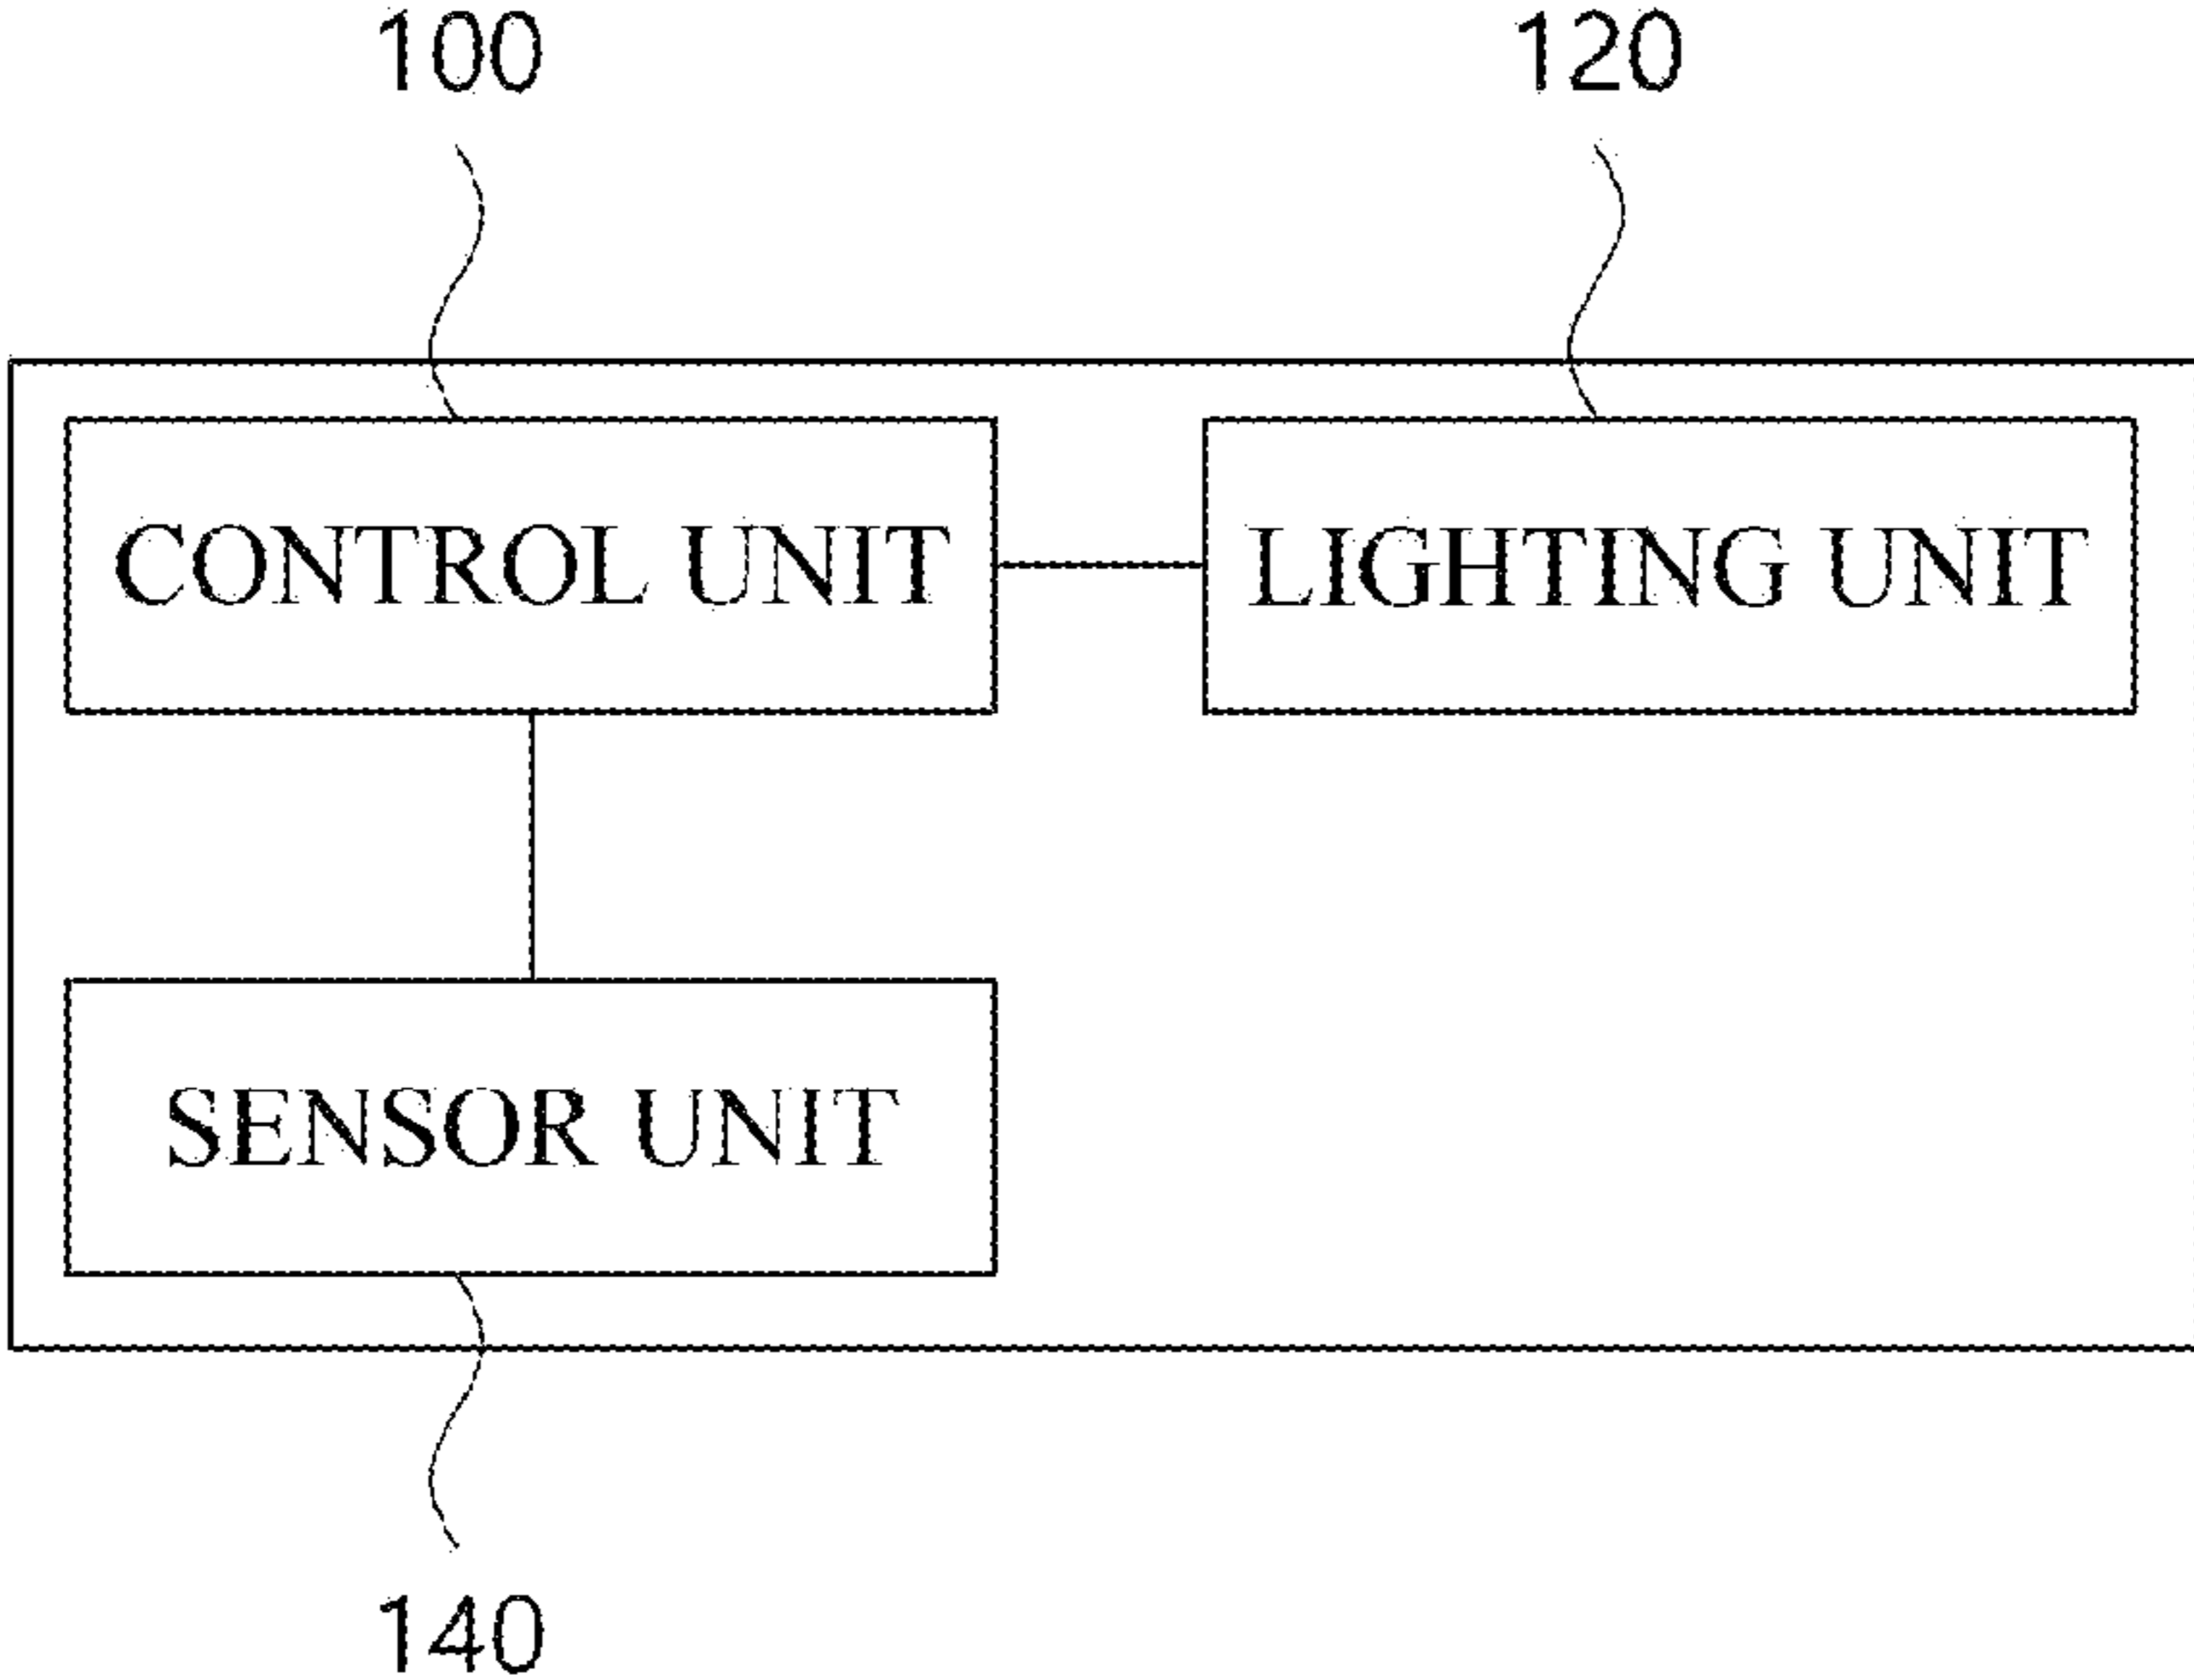 100
120
CONTROL UNIT
LIGHTING UNIT
SENSOR UNIT
140